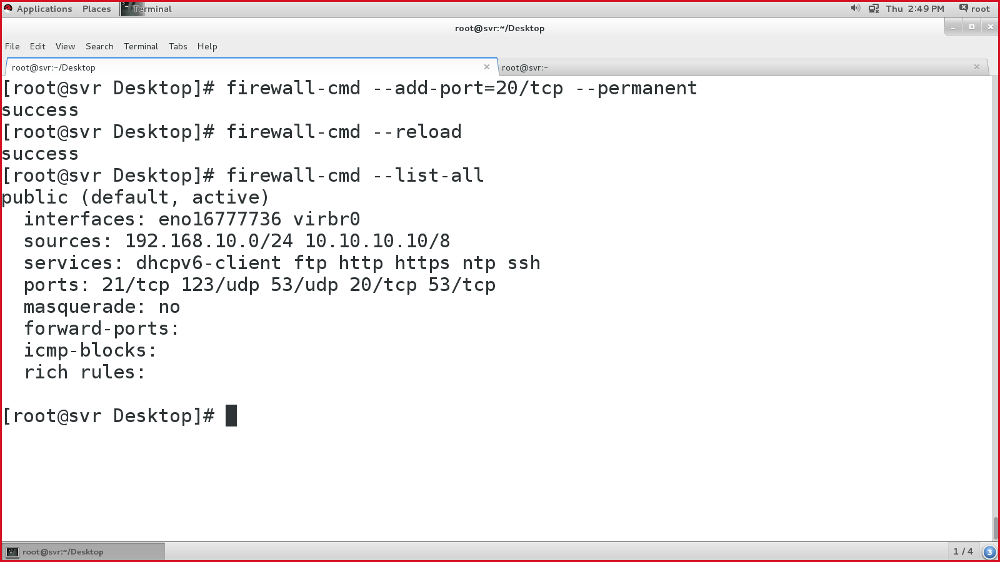 Applications Places Terminal Thu 2:49 PM root
root@svr:~/Desktop
File Edit View Search Terminal Tabs Help
root@svr:~/Desktop root@svr:~
[root@svr Desktop]# firewall-cmd --add-port=20/tcp --permanent
success
[root@svr Desktop]# firewall-cmd --reload
success
[root@svr Desktop]# firewall-cmd --list-all
public (default, active)
  interfaces: eno16777736 virbr0
  sources: 192.168.10.0/24 10.10.10.10/8
  services: dhcpv6-client ftp http https ntp ssh
  ports: 21/tcp 123/udp 53/udp 20/tcp 53/tcp
  masquerade: no
  forward-ports:
  icmp-blocks:
  rich rules:
[root@svr Desktop]#
root@svr:~/Desktop 1 / 4 3